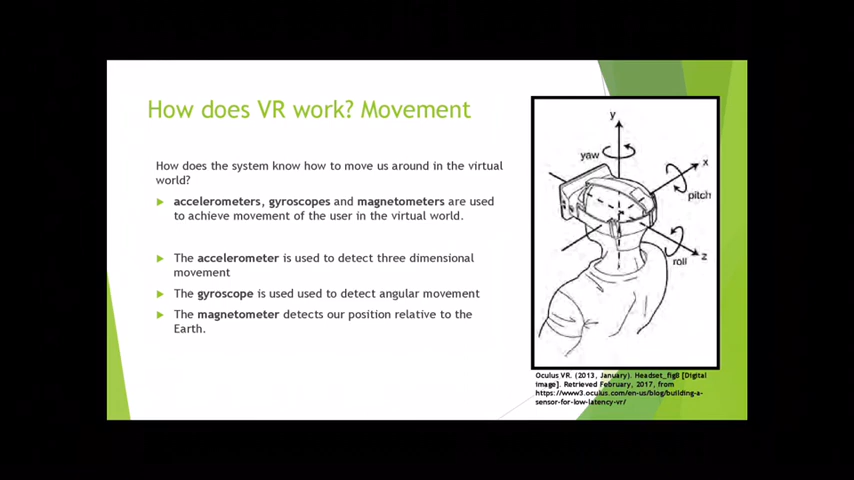 How does VR work? Movement
How does the system know how to move us around in the virtual
world?
accelerometers, gyroscopes and magnetometers are used
to achieve movement of the user in the virtual world.
The accelerometer is used to detect three dimensional
movement
The gyroscope is used used to detect angular movement
The magnetometer detects our position relative to the
Earth.
y
yaw
x
pitch
z
roll
Oculus VR. (2013, January). Headset_fig8 [Digital
image]. Retrieved February, 2017, from
https://www3.oculus.com/en-us/blog/building-a-
sensor-for-low-latency-vr/